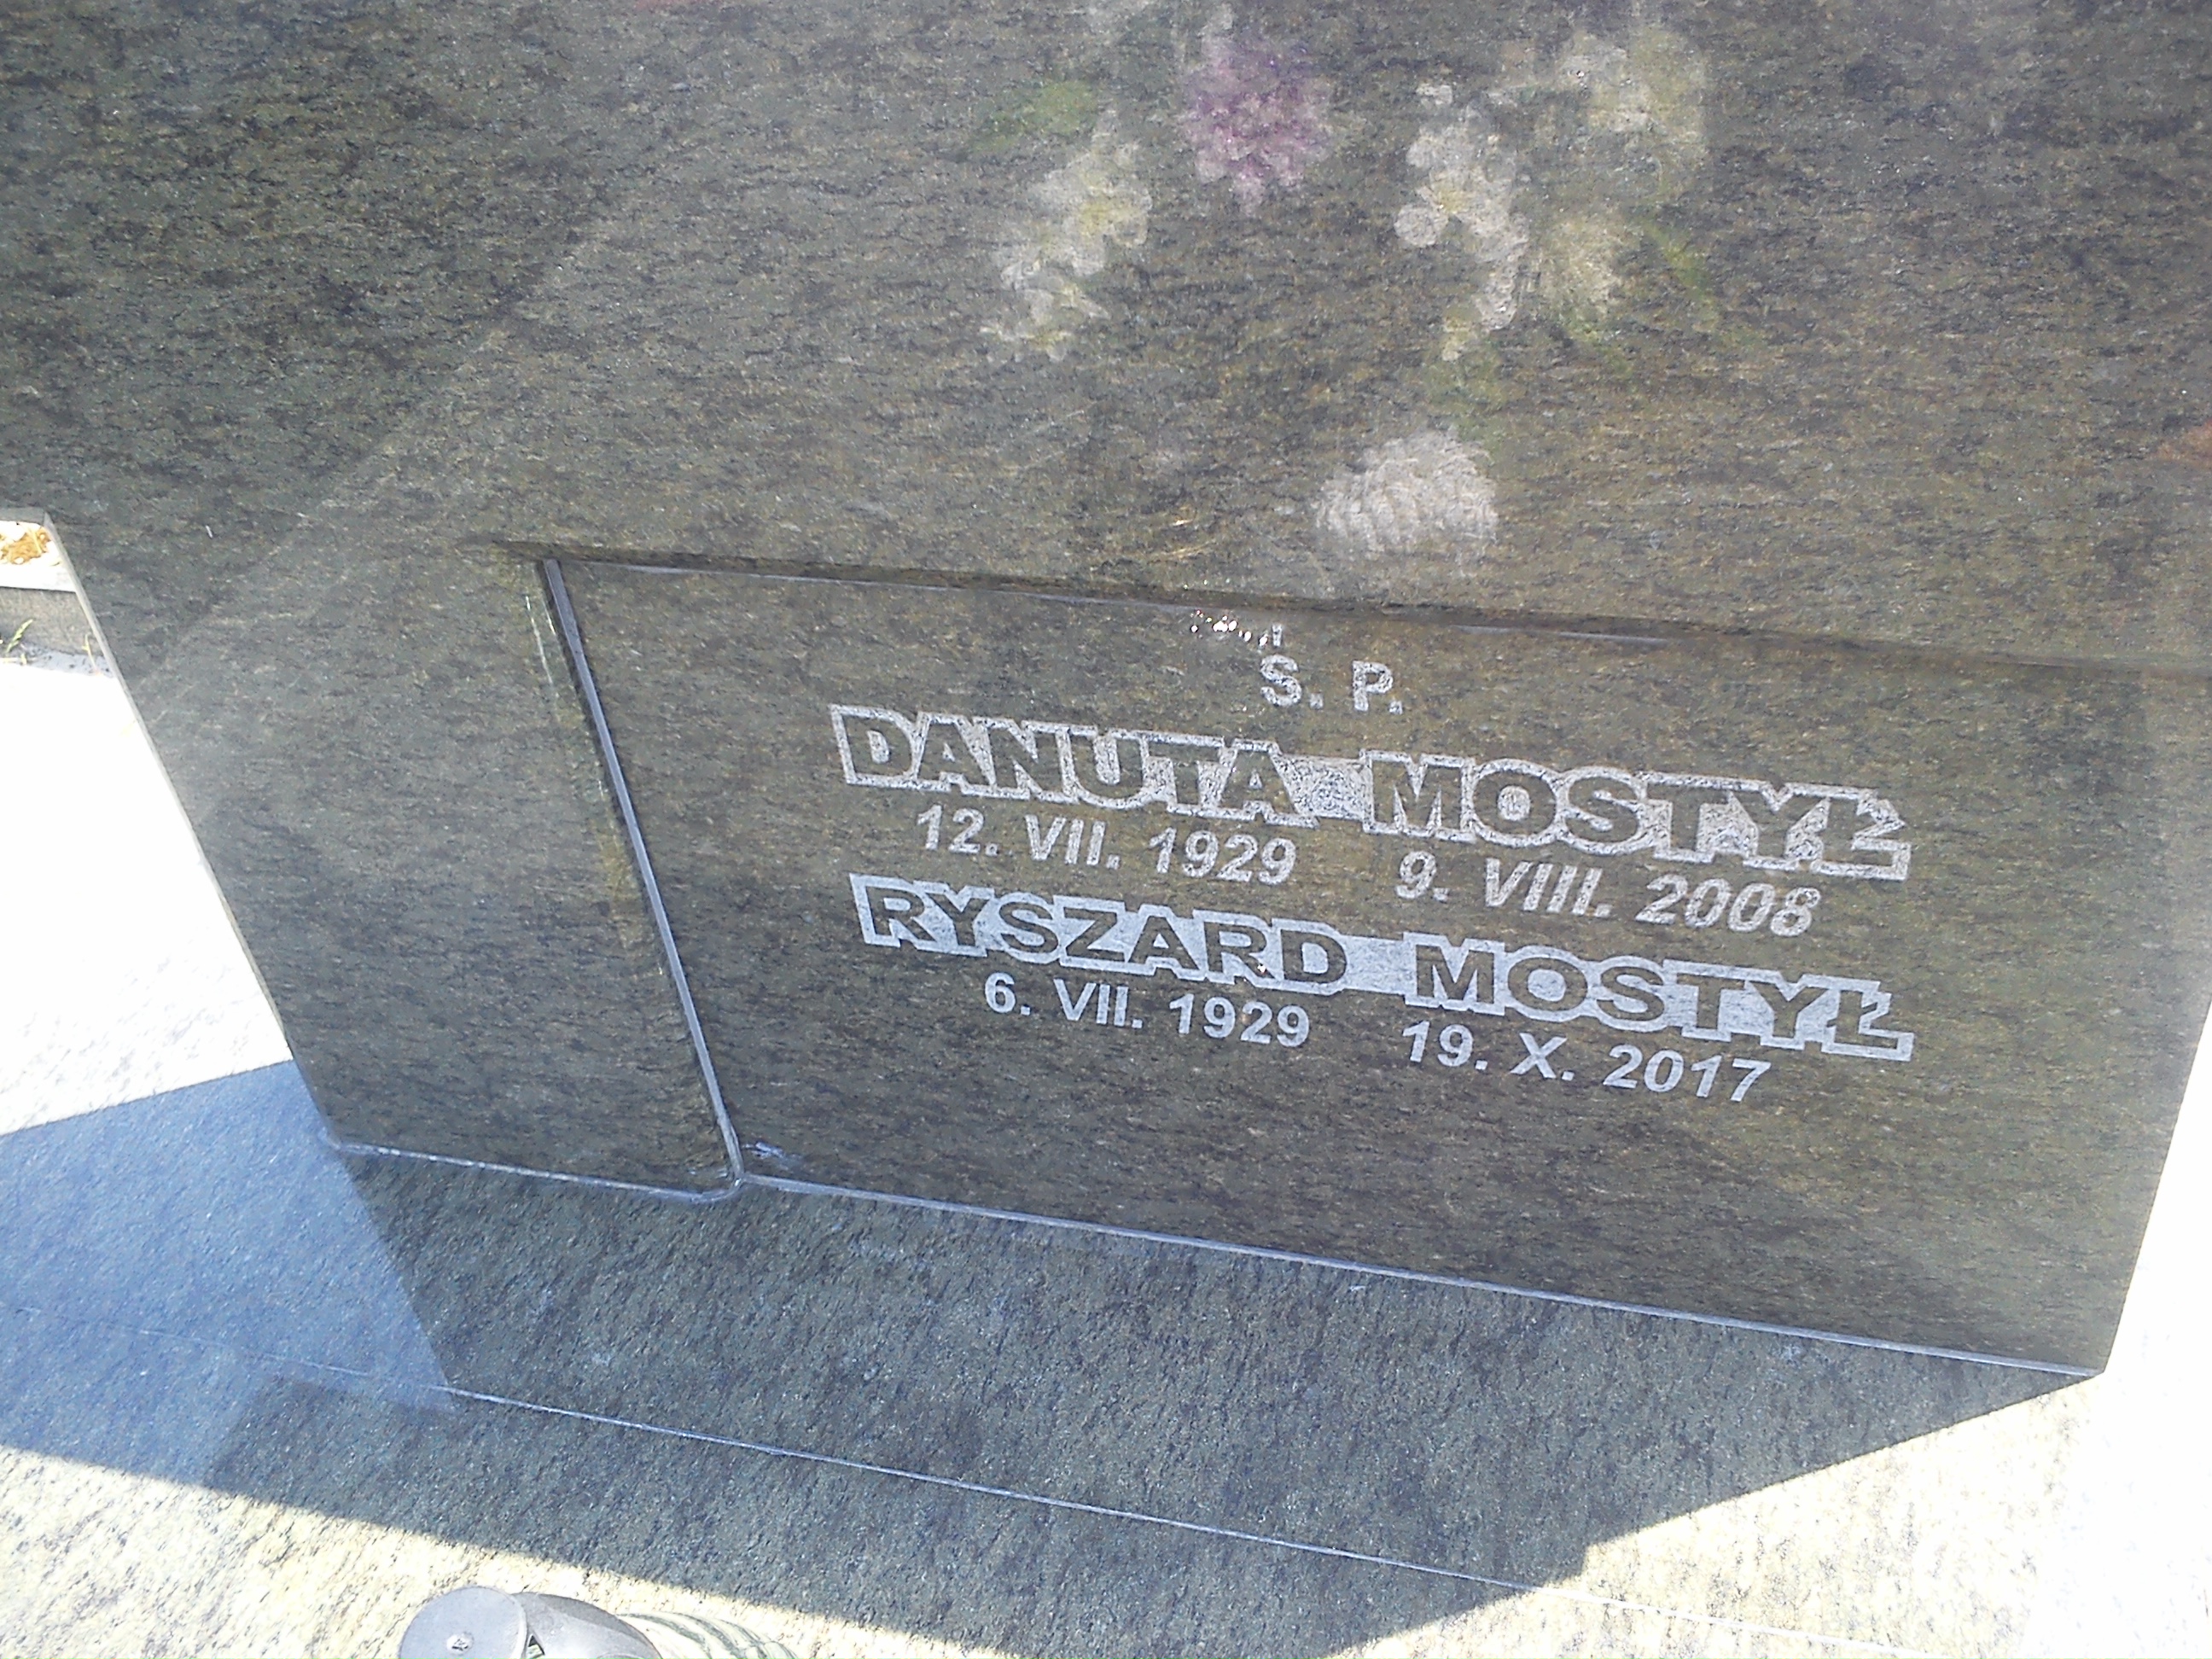 Ś. P.
DANUTA MOSTYŁ
12. VII. 1929 9. VIII. 2008
RYSZARD MOSTYŁ
6. VII. 1929 19. X. 2017